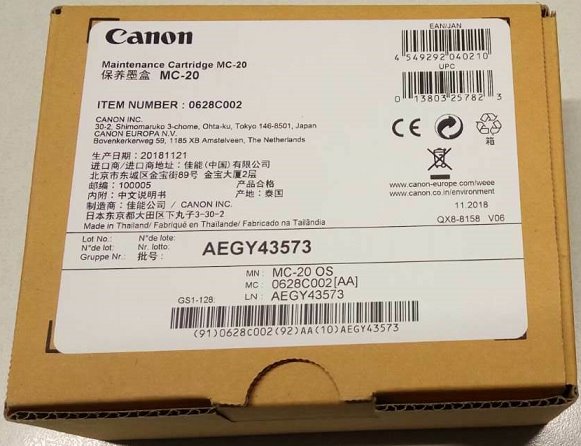 Canon
EAN/JAN
4 549292 040210
UPC
0 13803 25782 3
Maintenance Cartridge MC-20
保养墨盒 MC-20
ITEM NUMBER : 0628C002
CANON INC.
30-2, Shimomaruko 3-chome, Ohta-ku, Tokyo 146-8501, Japan
CANON EUROPA N.V.
Bovenkerkerweg 59, 1185 XB Amstelveen, The Netherlands
生产日期：20181121
进口商/进口商地址：佳能(中国)有限公司
北京市东城区金宝街89号 金宝大厦2层
邮编：100005 产品合格
内附：中文说明书 产地：泰国
制造商：佳能公司 / CANON INC.
日本东京都大田区下丸子3-30-2
Made in Thailand/ Fabriqué en Thaïlande/ Fabricado na Tailândia
箱
www.canon-europe.com/weee
www.canon.co.in/environment
11.2018
QX8-8158 V06
Lot No.: N°de lote:
N°de lot: Nr. lotto:
Gruppe Nr.: 批号:
AEGY43573
MN : MC-20 OS
MC : 0628C002[AA]
LN : AEGY43573
GS1-128:
(91)0628C002(92)AA(10)AEGY43573